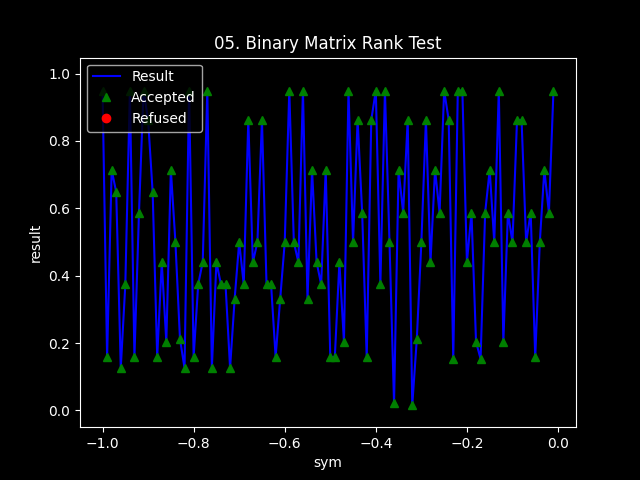 05. Binary Matrix Rank Test
Result
Accepted
Refused
1.0
0.8
0.6
0.4
0.2
0.0
result
−1.0
−0.8
−0.6
−0.4
−0.2
0.0
sym